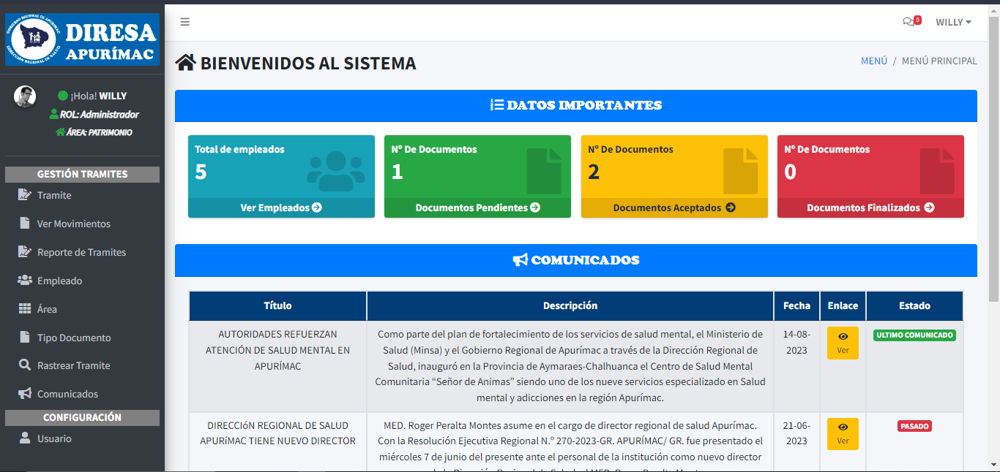 GOBIERNO REGIONAL DE APURIMAC
DIRECCIÓN REGIONAL DE SALUD
DIRESA
APURÍMAC
¡Hola! WILLY
ROL: Administrador
ÁREA: PATRIMONIO
GESTIÓN TRAMITES
Tramite
Ver Movimientos
Reporte de Tramites
Empleado
Área
Tipo Documento
Rastrear Tramite
Comunicados
CONFIGURACIÓN
Usuario
0
WILLY
BIENVENIDOS AL SISTEMA
MENÚ / MENÚ PRINCIPAL
DATOS IMPORTANTES
Total de empleados
5
Ver Empleados
Nº De Documentos
1
Documentos Pendientes
Nº De Documentos
2
Documentos Aceptados
Nº De Documentos
0
Documentos Finalizados
COMUNICADOS
Título Descripción Fecha Enlace Estado
AUTORIDADES REFUERZAN
ATENCIÓN DE SALUD MENTAL EN
APURÍMAC
Como parte del plan de fortalecimiento de los servicios de salud mental, el Ministerio de
Salud (Minsa) y el Gobierno Regional de Apurímac a través de la Dirección Regional de
Salud, inauguró en la Provincia de Aymaraes-Chalhuanca el Centro de Salud Mental
Comunitaria “Señor de Animas” siendo uno de los nueve servicios especializado en Salud
mental y adicciones en la región Apurímac.
14-08-
2023
Ver
ULTIMO COMUNICADO
DIRECCIóN REGIONAL DE SALUD
APURíMAC TIENE NUEVO DIRECTOR
MED. Roger Peralta Montes asume en el cargo de director regional de salud Apurímac.
Con la Resolución Ejecutiva Regional N.º 270-2023-GR. APURÍMAC/ GR. fue presentado el
miércoles 7 de junio del presente ante el personal de la institución como nuevo director
21-06-
2023
Ver
PASADO